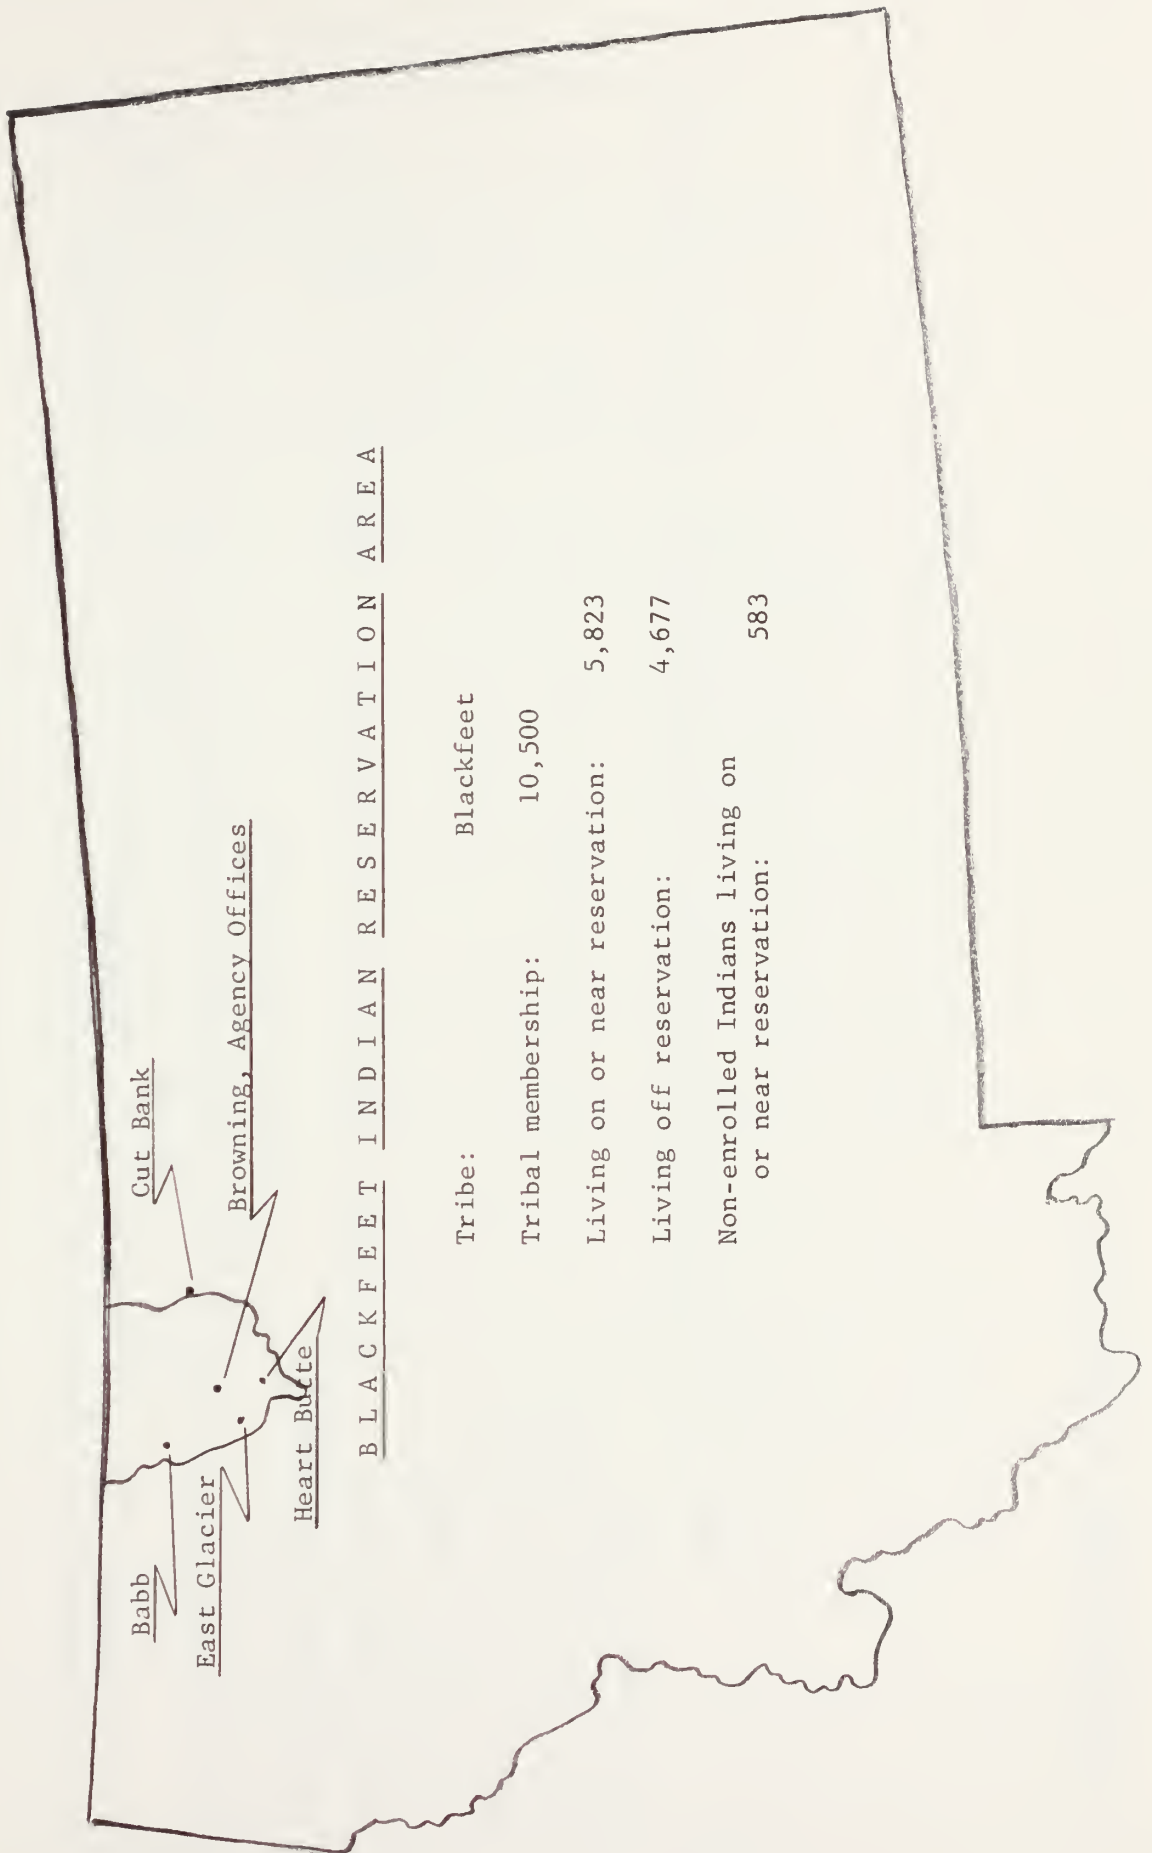 Cut Bank
Babb
Browning, Agency Offices
East Glacier
Heart Butte
BLACKFEET INDIAN RESERVATION AREA
Tribe: Blackfeet
Tribal membership: 10,500
Living on or near reservation: 5,823
Living off reservation: 4,677
Non-enrolled Indians living on
or near reservation: 583